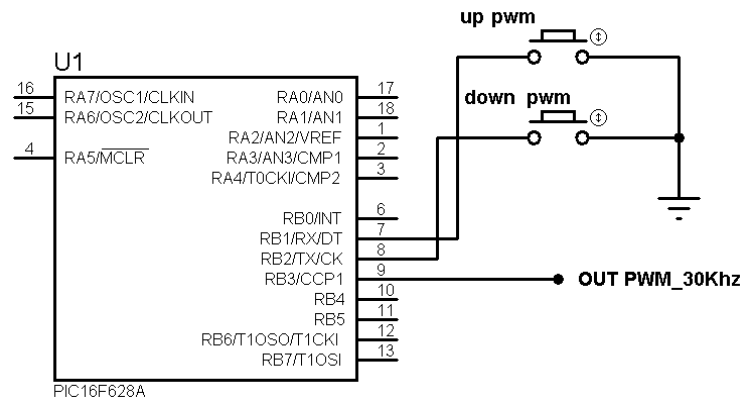 up pwm
U1
down pwm
16 RA7/OSC1/CLKIN RA0/AN0 17
15 RA6/OSC2/CLKOUT RA1/AN1 18
RA2/AN2/VREF 1
4 RA5/MCLR RA3/AN3/CMP1 2
RA4/T0CKI/CMP2 3
RB0/INT 6
RB1/RX/DT 7
RB2/TX/CK 8
RB3/CCP1 9 OUT PWM_30Khz
RB4 10
RB5 11
RB6/T1OSO/T1CKI 12
RB7/T1OSI 13
PIC16F628A